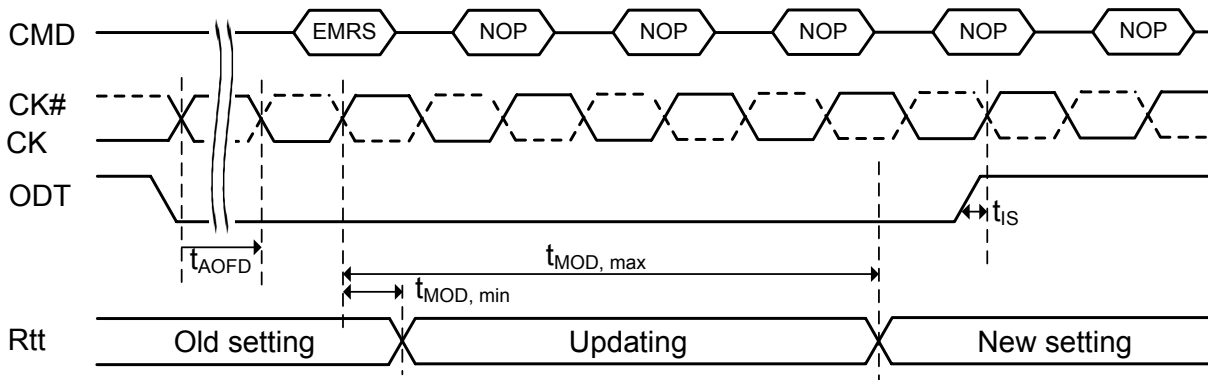 CMD EMRS NOP NOP NOP NOP NOP
CK#
CK
ODT
tIS
tAOFD
tMOD, max
tMOD, min
Rtt Old setting Updating New setting